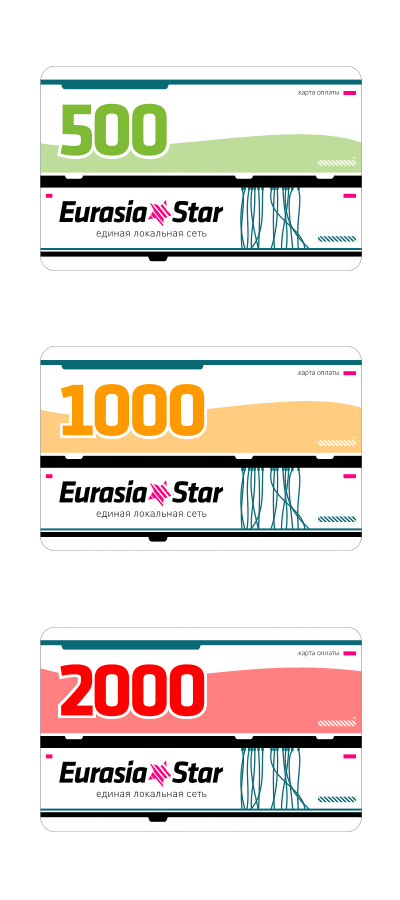 карта оплаты
500
Eurasia Star
единая локальная сеть
карта оплаты
1000
Eurasia Star
единая локальная сеть
карта оплаты
2000
Eurasia Star
единая локальная сеть